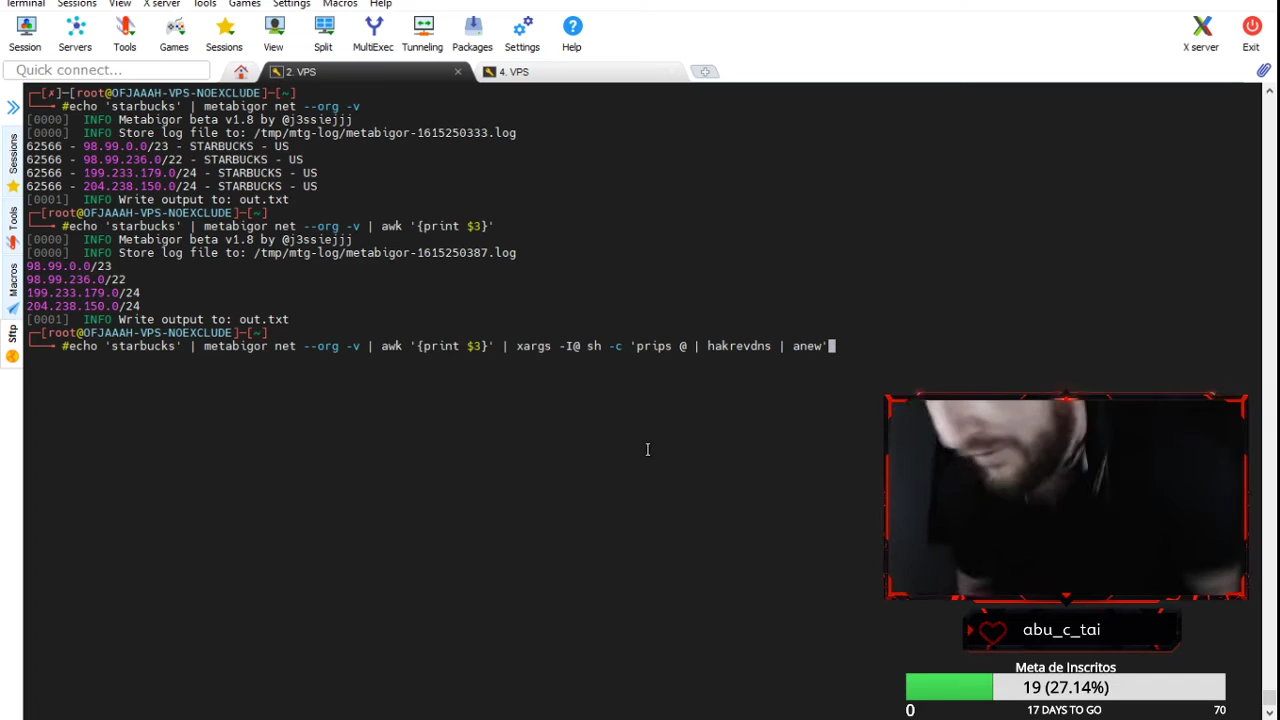 Terminal Sessions View X server Tools Games Settings Macros Help
Session Servers Tools Games Sessions View Split MultiExec Tunneling Packages Settings Help X server Exit
Quick connect... 2. VPS 4. VPS
Sessions
Tools
Macros
Sftp
┌─[✗]─[root@OFJAAAH-VPS-NOEXCLUDE]─[~]
└──╼ #echo 'starbucks' | metabigor net --org -v
[0000] INFO Metabigor beta v1.8 by @j3ssiejjj
[0000] INFO Store log file to: /tmp/mtg-log/metabigor-1615250333.log
62566 - 98.99.0.0/23 - STARBUCKS - US
62566 - 98.99.236.0/22 - STARBUCKS - US
62566 - 199.233.179.0/24 - STARBUCKS - US
62566 - 204.238.150.0/24 - STARBUCKS - US
[0001] INFO Write output to: out.txt
┌─[root@OFJAAAH-VPS-NOEXCLUDE]─[~]
└──╼ #echo 'starbucks' | metabigor net --org -v | awk '{print $3}'
[0000] INFO Metabigor beta v1.8 by @j3ssiejjj
[0000] INFO Store log file to: /tmp/mtg-log/metabigor-1615250387.log
98.99.0.0/23
98.99.236.0/22
199.233.179.0/24
204.238.150.0/24
[0001] INFO Write output to: out.txt
┌─[root@OFJAAAH-VPS-NOEXCLUDE]─[~]
└──╼ #echo 'starbucks' | metabigor net --org -v | awk '{print $3}' | xargs -I@ sh -c 'prips @ | hakrevdns | anew'
abu_c_tai
Meta de Inscritos
19 (27.14%)
0 17 DAYS TO GO 70